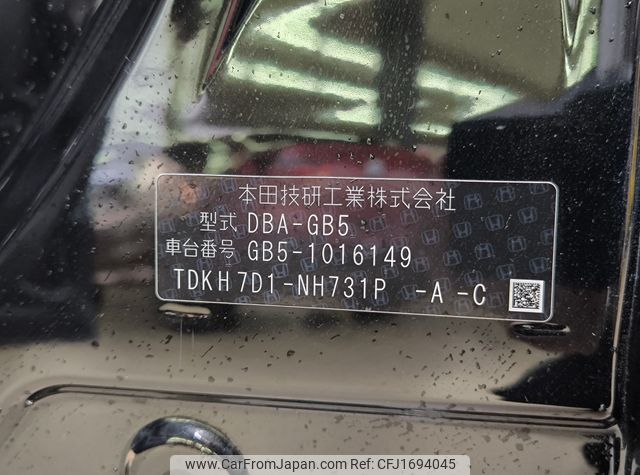 本田技研工業株式会社
型式 DBA-GB5
車台番号 GB5-1016149
TDKH7D1-NH731P -A -C
www.CarFromJapan.com | CFJ1694045